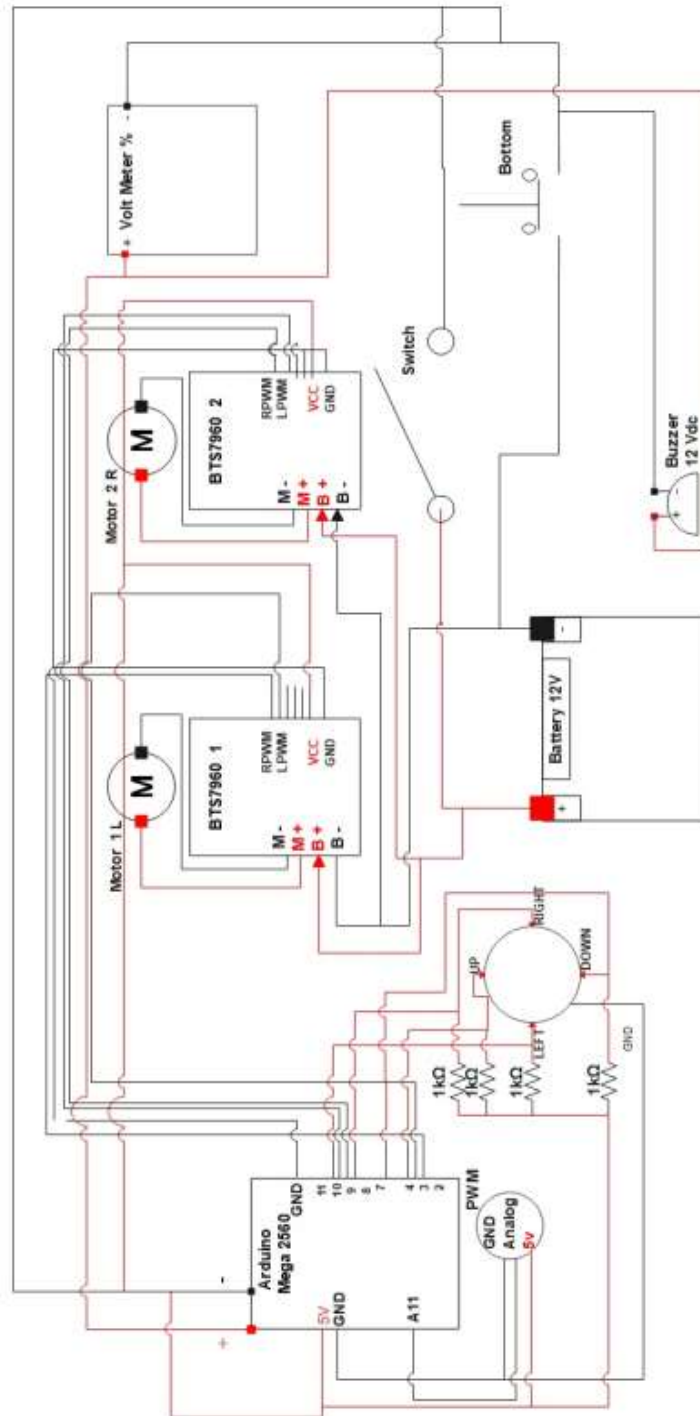 + Volt Meter % -
Bottom
Switch
Buzzer
12 Vdc
+
-
Motor 2 R
M
BTS7960 2
RPWM
LPWM
VCC
GND
M -
M +
B +
B -
Motor 1 L
M
BTS7960 1
RPWM
LPWM
VCC
GND
M -
M +
B +
B -
Battery 12V
+
-
UP
RIGHT
DOWN
LEFT
GND
1kΩ
1kΩ
1kΩ
1kΩ
Arduino
Mega 2560
+
-
GND
11
10
9
8
7
4
3
2
PWM
5V
GND
A11
GND
Analog
5v